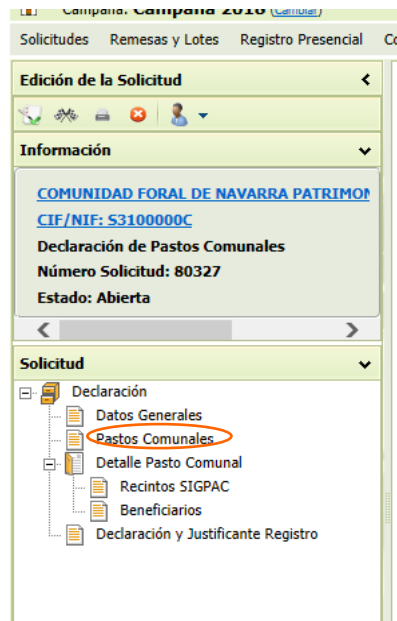 Campaña: Campaña 2016 (Cambiar)
Solicitudes Remesas y Lotes Registro Presencial
Edición de la Solicitud
Información
COMUNIDAD FORAL DE NAVARRA PATRIMON
CIF/NIF: S3100000C
Declaración de Pastos Comunales
Número Solicitud: 80327
Estado: Abierta
Solicitud
Declaración
Datos Generales
Pastos Comunales
Detalle Pasto Comunal
Recintos SIGPAC
Beneficiarios
Declaración y Justificante Registro